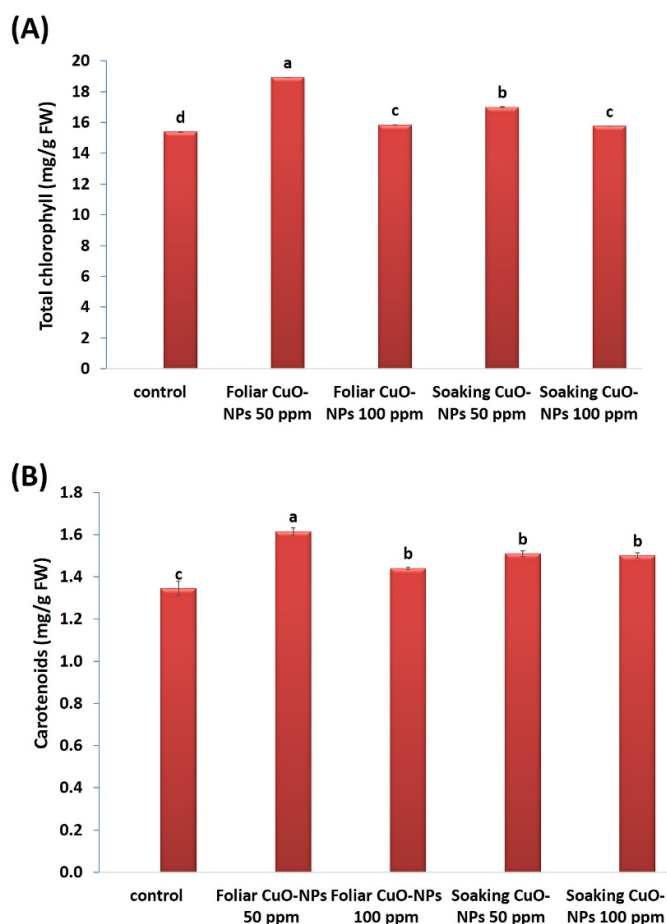 (A)
Total chlorophyll (mg/g FW)
20
18
16
14
12
10
8
6
4
2
0
d
a
c
b
c
control
Foliar CuO-
NPs 50 ppm
Foliar CuO-
NPs 100 ppm
Soaking CuO-
NPs 50 ppm
Soaking CuO-
NPs 100 ppm
(B)
Carotenoids (mg/g FW)
1.8
1.6
1.4
1.2
1.0
0.8
0.6
0.4
0.2
0.0
c
a
b
b
b
control
Foliar CuO-NPs
50 ppm
Foliar CuO-NPs
100 ppm
Soaking CuO-
NPs 50 ppm
Soaking CuO-
NPs 100 ppm